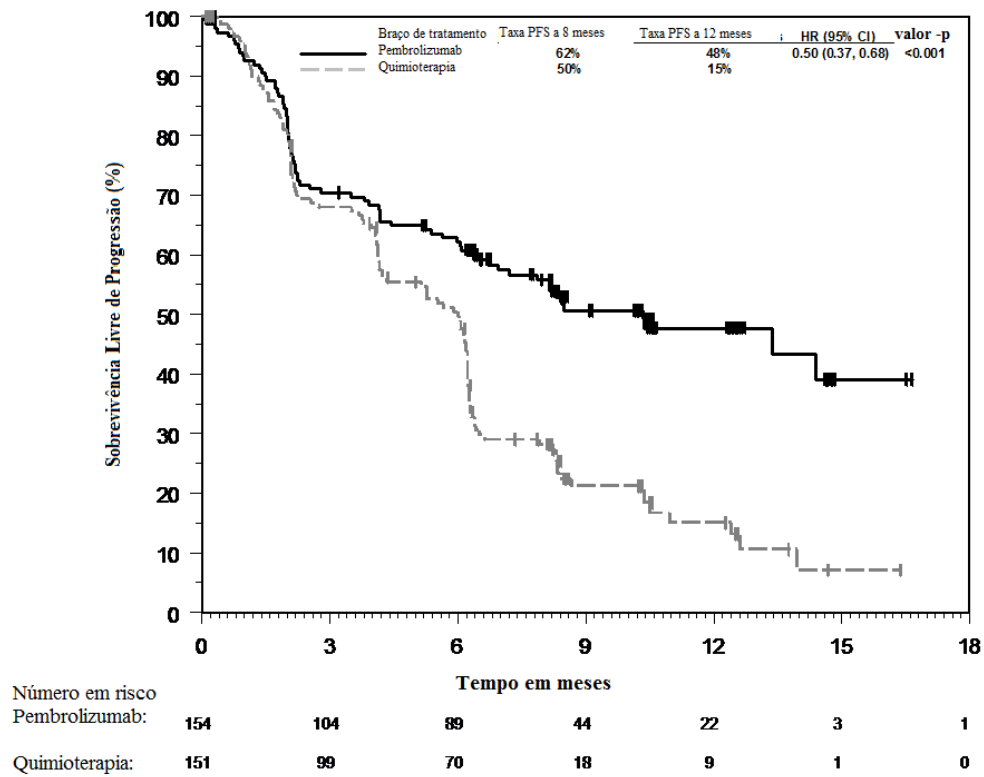 Braço de tratamento Taxa PFS a 8 meses Taxa PFS a 12 meses HR (95% CI) valor -p
Pembrolizumab 62% 48% 0.50 (0.37, 0.68) <0.001
Quimioterapia 50% 15%
Sobrevivência Livre de Progressão (%)
100
90
80
70
60
50
40
30
20
10
0
0 3 6 9 12 15 18
Tempo em meses
Número em risco
Pembrolizumab: 154 104 89 44 22 3 1
Quimioterapia: 151 99 70 18 9 1 0